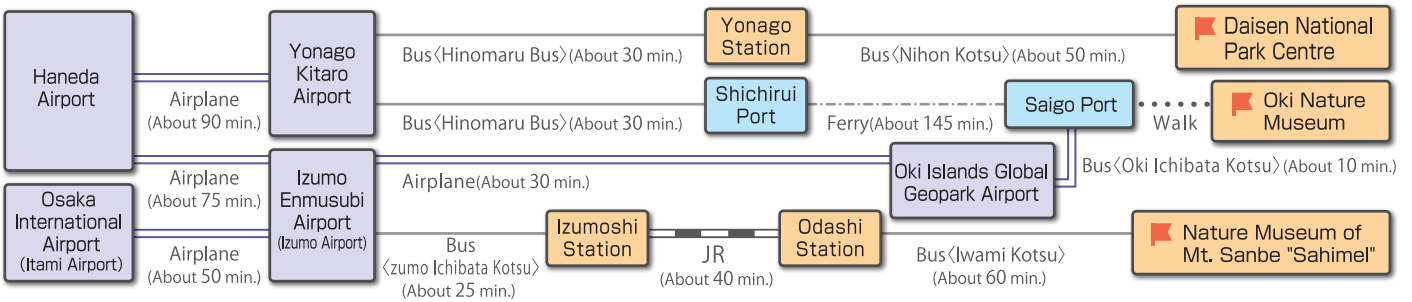 Haneda
Airport
Airplane
(About 90 min.)
Yonago
Kitaro
Airport
Bus〈Hinomaru Bus〉(About 30 min.)
Yonago
Station
Bus〈Nihon Kotsu〉(About 50 min.)
Daisen National
Park Centre
Bus〈Hinomaru Bus〉(About 30 min.)
Shichirui
Port
Ferry(About 145 min.)
Saigo Port
Walk
Oki Nature
Museum
Airplane
(About 75 min.)
Izumo
Enmusubi
Airport
(Izumo Airport)
Airplane(About 30 min.)
Oki Islands Global
Geopark Airport
Bus〈Oki Ichibata Kotsu〉(About 10 min.)
Osaka
International
Airport
(Itami Airport)
Airplane
(About 50 min.)
Bus
〈zumo Ichibata Kotsu〉
(About 25 min.)
Izumoshi
Station
JR
(About 40 min.)
Odashi
Station
Bus〈Iwami Kotsu〉
(About 60 min.)
Nature Museum of
Mt. Sanbe "Sahimel"